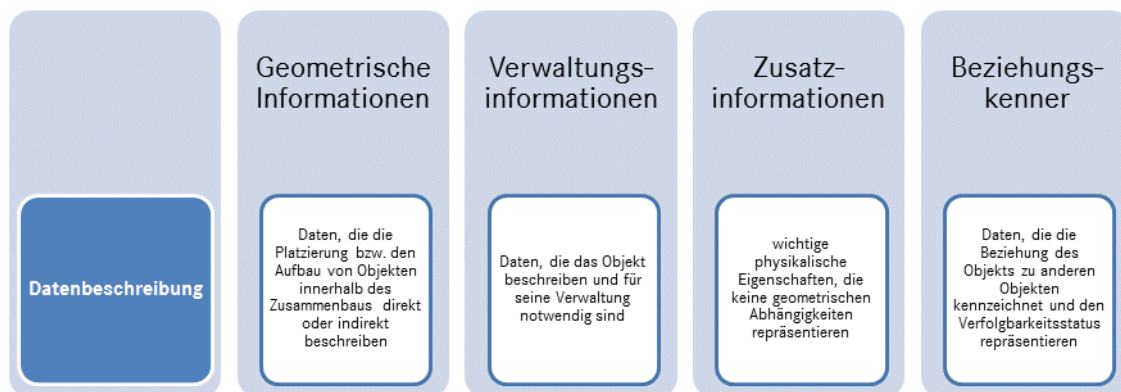 Geometrische
Informationen
Verwaltungs-
informationen
Zusatz-
informationen
Beziehungs-
kenner
Datenbeschreibung
Daten, die die
Platzierung bzw. den
Aufbau von Objekten
innerhalb des
Zusammenbaus direkt
oder indirekt
beschreiben
Daten, die das Objekt
beschreiben und für
seine Verwaltung
notwendig sind
wichtige
physikalische
Eigenschaften, die
keine geometrischen
Abhängigkeiten
repräsentieren
Daten, die die
Beziehung des
Objekts zu anderen
Objekten
kennzeichnet und den
Verfolgbarkeitsstatus
repräsentieren